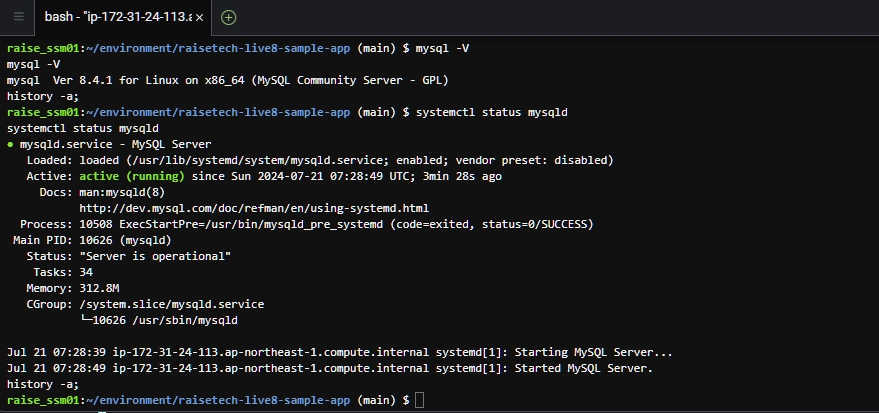 bash - "ip-172-31-24-113.a
raise_ssm01:~/environment/raisetech-live8-sample-app (main) $ mysql -V
mysql -V
mysql  Ver 8.4.1 for Linux on x86_64 (MySQL Community Server - GPL)
history -a;
raise_ssm01:~/environment/raisetech-live8-sample-app (main) $ systemctl status mysqld
systemctl status mysqld
● mysqld.service - MySQL Server
   Loaded: loaded (/usr/lib/systemd/system/mysqld.service; enabled; vendor preset: disabled)
   Active: active (running) since Sun 2024-07-21 07:28:49 UTC; 3min 28s ago
     Docs: man:mysqld(8)
           http://dev.mysql.com/doc/refman/en/using-systemd.html
  Process: 10508 ExecStartPre=/usr/bin/mysqld_pre_systemd (code=exited, status=0/SUCCESS)
 Main PID: 10626 (mysqld)
   Status: "Server is operational"
    Tasks: 34
   Memory: 312.8M
   CGroup: /system.slice/mysqld.service
           └─10626 /usr/sbin/mysqld
Jul 21 07:28:39 ip-172-31-24-113.ap-northeast-1.compute.internal systemd[1]: Starting MySQL Server...
Jul 21 07:28:49 ip-172-31-24-113.ap-northeast-1.compute.internal systemd[1]: Started MySQL Server.
history -a;
raise_ssm01:~/environment/raisetech-live8-sample-app (main) $